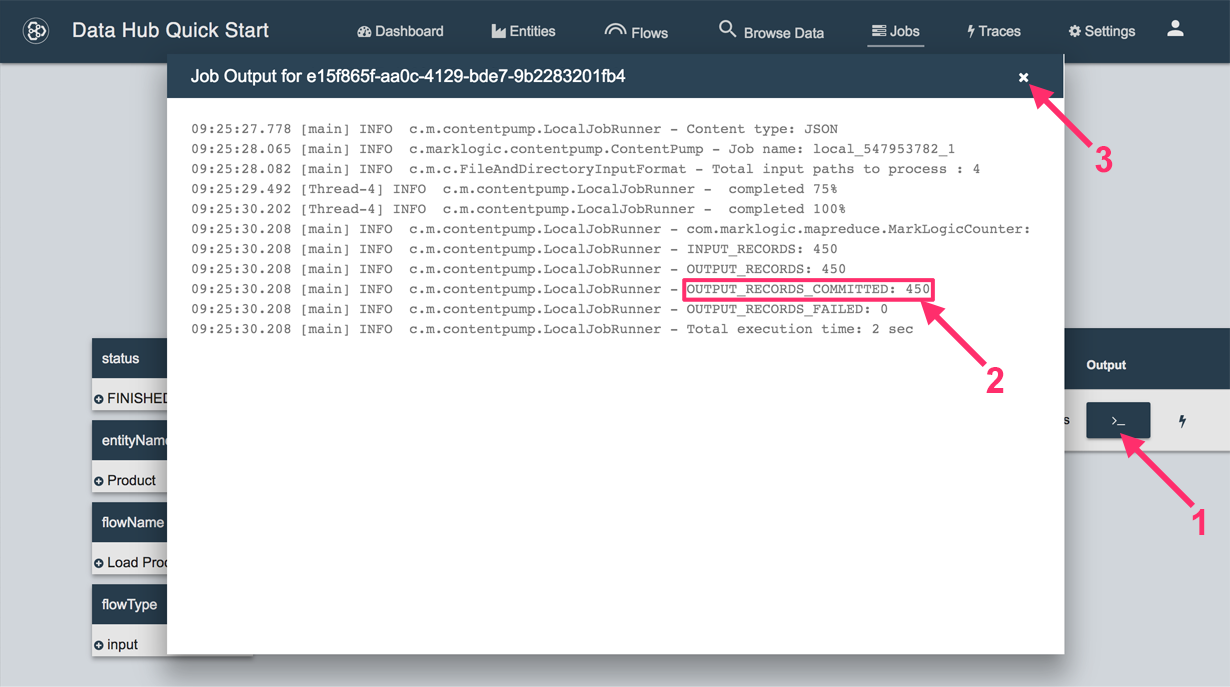 Data Hub Quick Start
Dashboard
Entities
Flows
Browse Data
Jobs
Traces
Settings
Job Output for e15f865f-aa0c-4129-bde7-9b2283201fb4
09:25:27.778 [main] INFO  c.m.contentpump.LocalJobRunner - Content type: JSON
09:25:28.065 [main] INFO  c.marklogic.contentpump.ContentPump - Job name: local_547953782_1
09:25:28.082 [main] INFO  c.m.c.FileAndDirectoryInputFormat - Total input paths to process : 4
09:25:29.492 [Thread-4] INFO  c.m.contentpump.LocalJobRunner -  completed 75%
09:25:30.202 [Thread-4] INFO  c.m.contentpump.LocalJobRunner -  completed 100%
09:25:30.208 [main] INFO  c.m.contentpump.LocalJobRunner - com.marklogic.mapreduce.MarkLogicCounter:
09:25:30.208 [main] INFO  c.m.contentpump.LocalJobRunner - INPUT_RECORDS: 450
09:25:30.208 [main] INFO  c.m.contentpump.LocalJobRunner - OUTPUT_RECORDS: 450
09:25:30.208 [main] INFO  c.m.contentpump.LocalJobRunner - OUTPUT_RECORDS_COMMITTED: 450
09:25:30.208 [main] INFO  c.m.contentpump.LocalJobRunner - OUTPUT_RECORDS_FAILED: 0
09:25:30.208 [main] INFO  c.m.contentpump.LocalJobRunner - Total execution time: 2 sec
3
2
1
status
FINISHED
entityName
Product
flowName
Load Prod
flowType
input
Output
s
>_